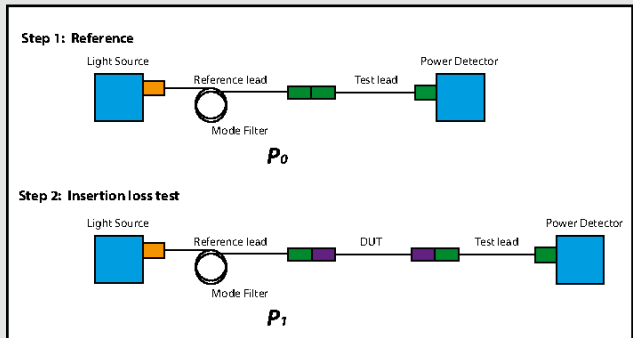 Step 1: Reference
Light Source
Power Detector
Reference lead
Test lead
Mode Filter
P0
Step 2: Insertion loss test
Light Source
Power Detector
Reference lead
DUT
Test lead
Mode Filter
P1